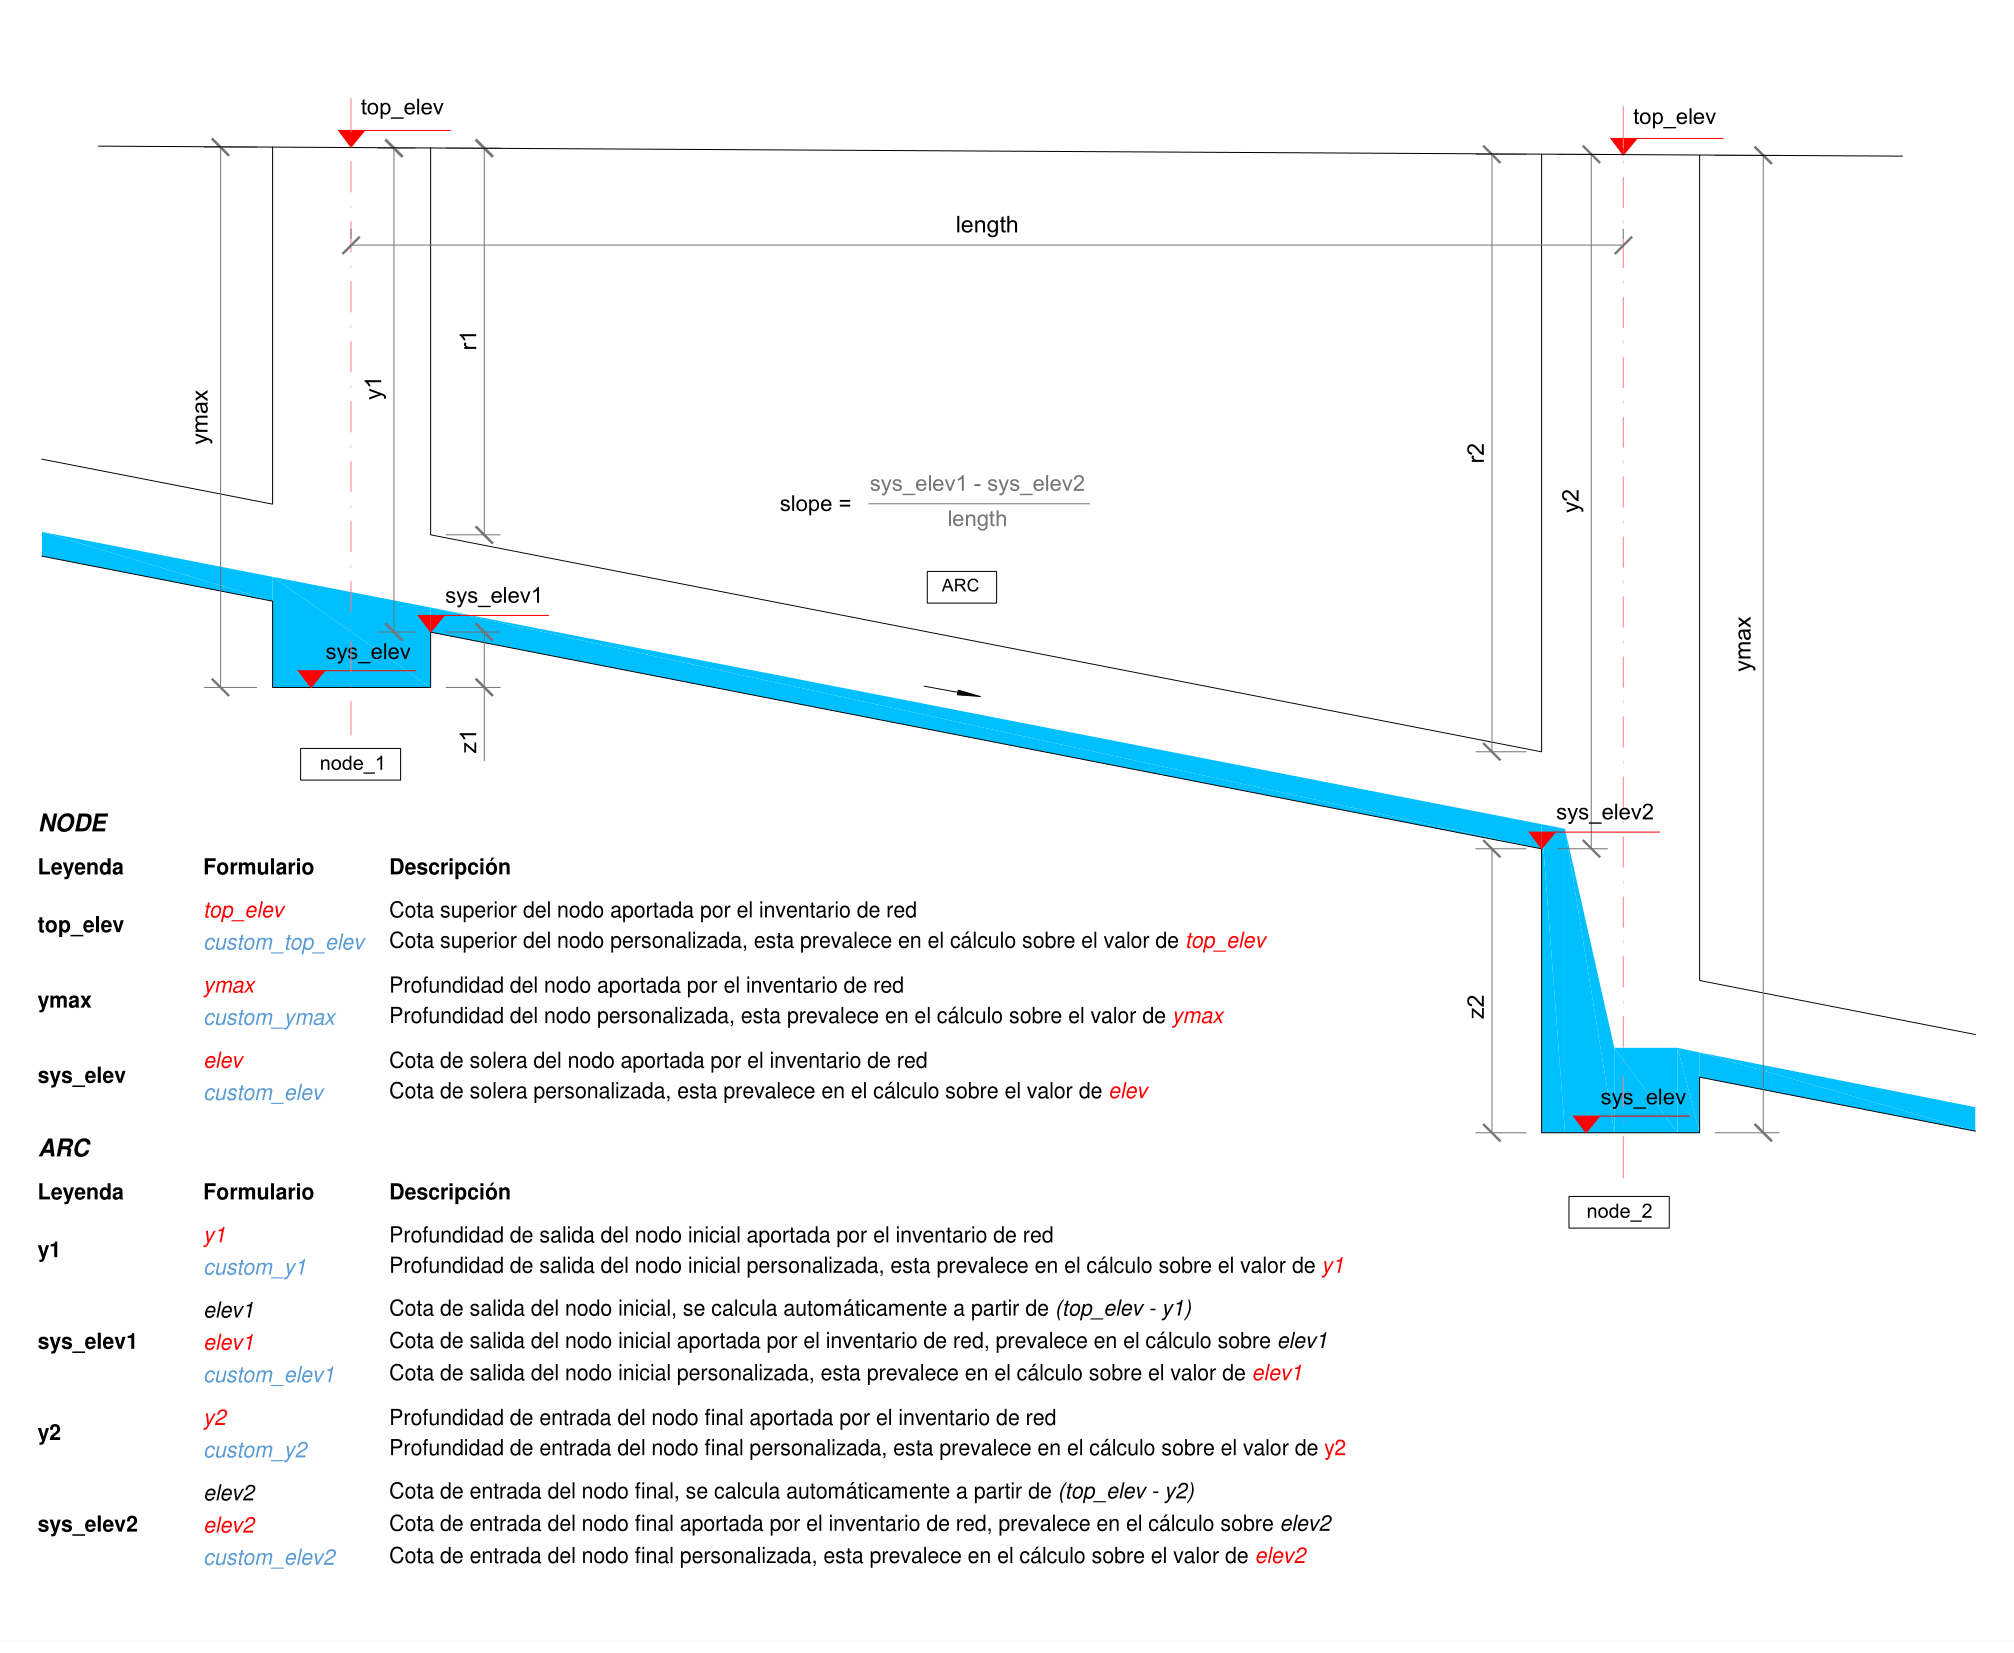 top_elev
top_elev
length
r1
y1
ymax
r2
y2
slope = sys_elev1 - sys_elev2
length
ARC
sys_elev1
sys_elev
ymax
z1
node_1
sys_elev2
z2
sys_elev
node_2
NODE
Leyenda Formulario Descripción
top_elev
top_elev Cota superior del nodo aportada por el inventario de red
custom_top_elev Cota superior del nodo personalizada, esta prevalece en el cálculo sobre el valor de top_elev
ymax
ymax Profundidad del nodo aportada por el inventario de red
custom_ymax Profundidad del nodo personalizada, esta prevalece en el cálculo sobre el valor de ymax
sys_elev
elev Cota de solera del nodo aportada por el inventario de red
custom_elev Cota de solera personalizada, esta prevalece en el cálculo sobre el valor de elev
ARC
Leyenda Formulario Descripción
y1
y1 Profundidad de salida del nodo inicial aportada por el inventario de red
custom_y1 Profundidad de salida del nodo inicial personalizada, esta prevalece en el cálculo sobre el valor de y1
sys_elev1
elev1 Cota de salida del nodo inicial, se calcula automáticamente a partir de (top_elev - y1)
elev1 Cota de salida del nodo inicial aportada por el inventario de red, prevalece en el cálculo sobre elev1
custom_elev1 Cota de salida del nodo inicial personalizada, esta prevalece en el cálculo sobre el valor de elev1
y2
y2 Profundidad de entrada del nodo final aportada por el inventario de red
custom_y2 Profundidad de entrada del nodo final personalizada, esta prevalece en el cálculo sobre el valor de y2
sys_elev2
elev2 Cota de entrada del nodo final, se calcula automáticamente a partir de (top_elev - y2)
elev2 Cota de entrada del nodo final aportada por el inventario de red, prevalece en el cálculo sobre elev2
custom_elev2 Cota de entrada del nodo final personalizada, esta prevalece en el cálculo sobre el valor de elev2